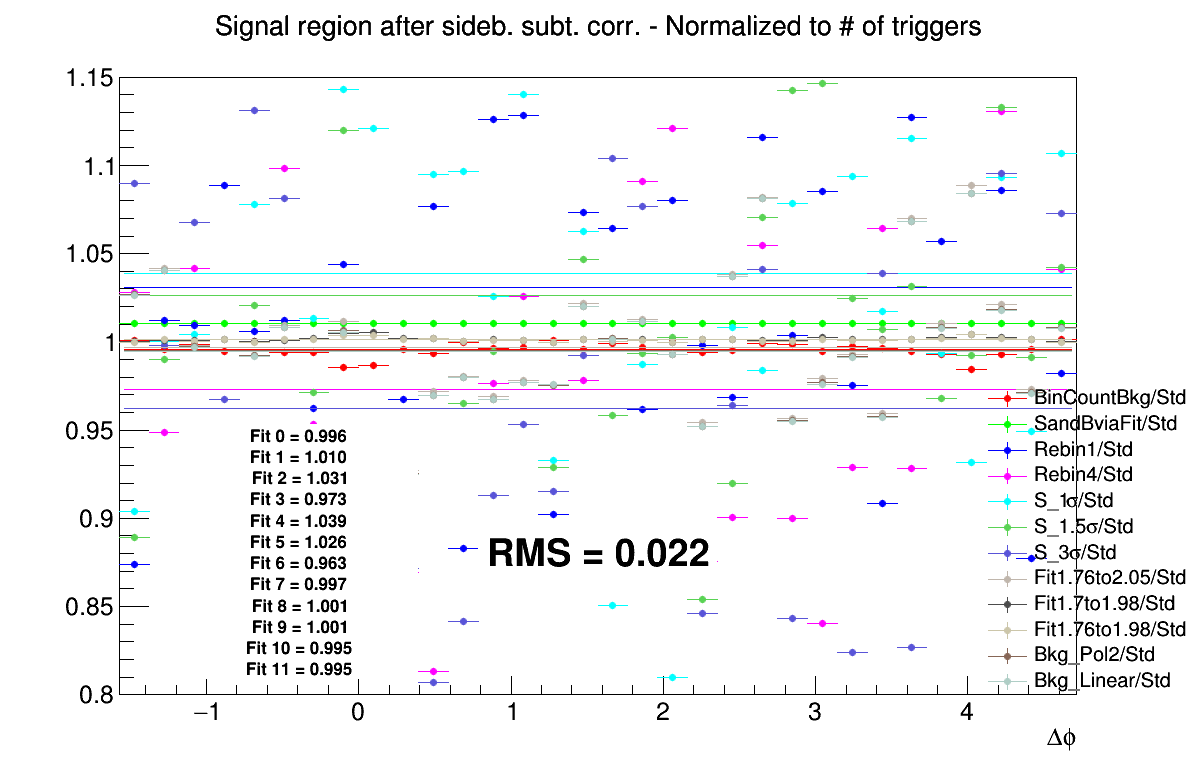 Signal region after sideb. subt. corr. - Normalized to # of triggers
1.15
1.1
1.05
1
0.95
0.9
0.85
0.8
Fit 0 = 0.996
Fit 1 = 1.010
Fit 2 = 1.031
Fit 3 = 0.973
Fit 4 = 1.039
Fit 5 = 1.026
Fit 6 = 0.963
Fit 7 = 0.997
Fit 8 = 1.001
Fit 9 = 1.001
Fit 10 = 0.995
Fit 11 = 0.995
RMS = 0.022
BinCountBkg/Std
SandBviaFit/Std
Rebin1/Std
Rebin4/Std
S_1σ/Std
S_1.5σ/Std
S_3σ/Std
Fit1.76to2.05/Std
Fit1.7to1.98/Std
Fit1.76to1.98/Std
Bkg_Pol2/Std
Bkg_Linear/Std
−1 0 1 2 3 4
Δϕ